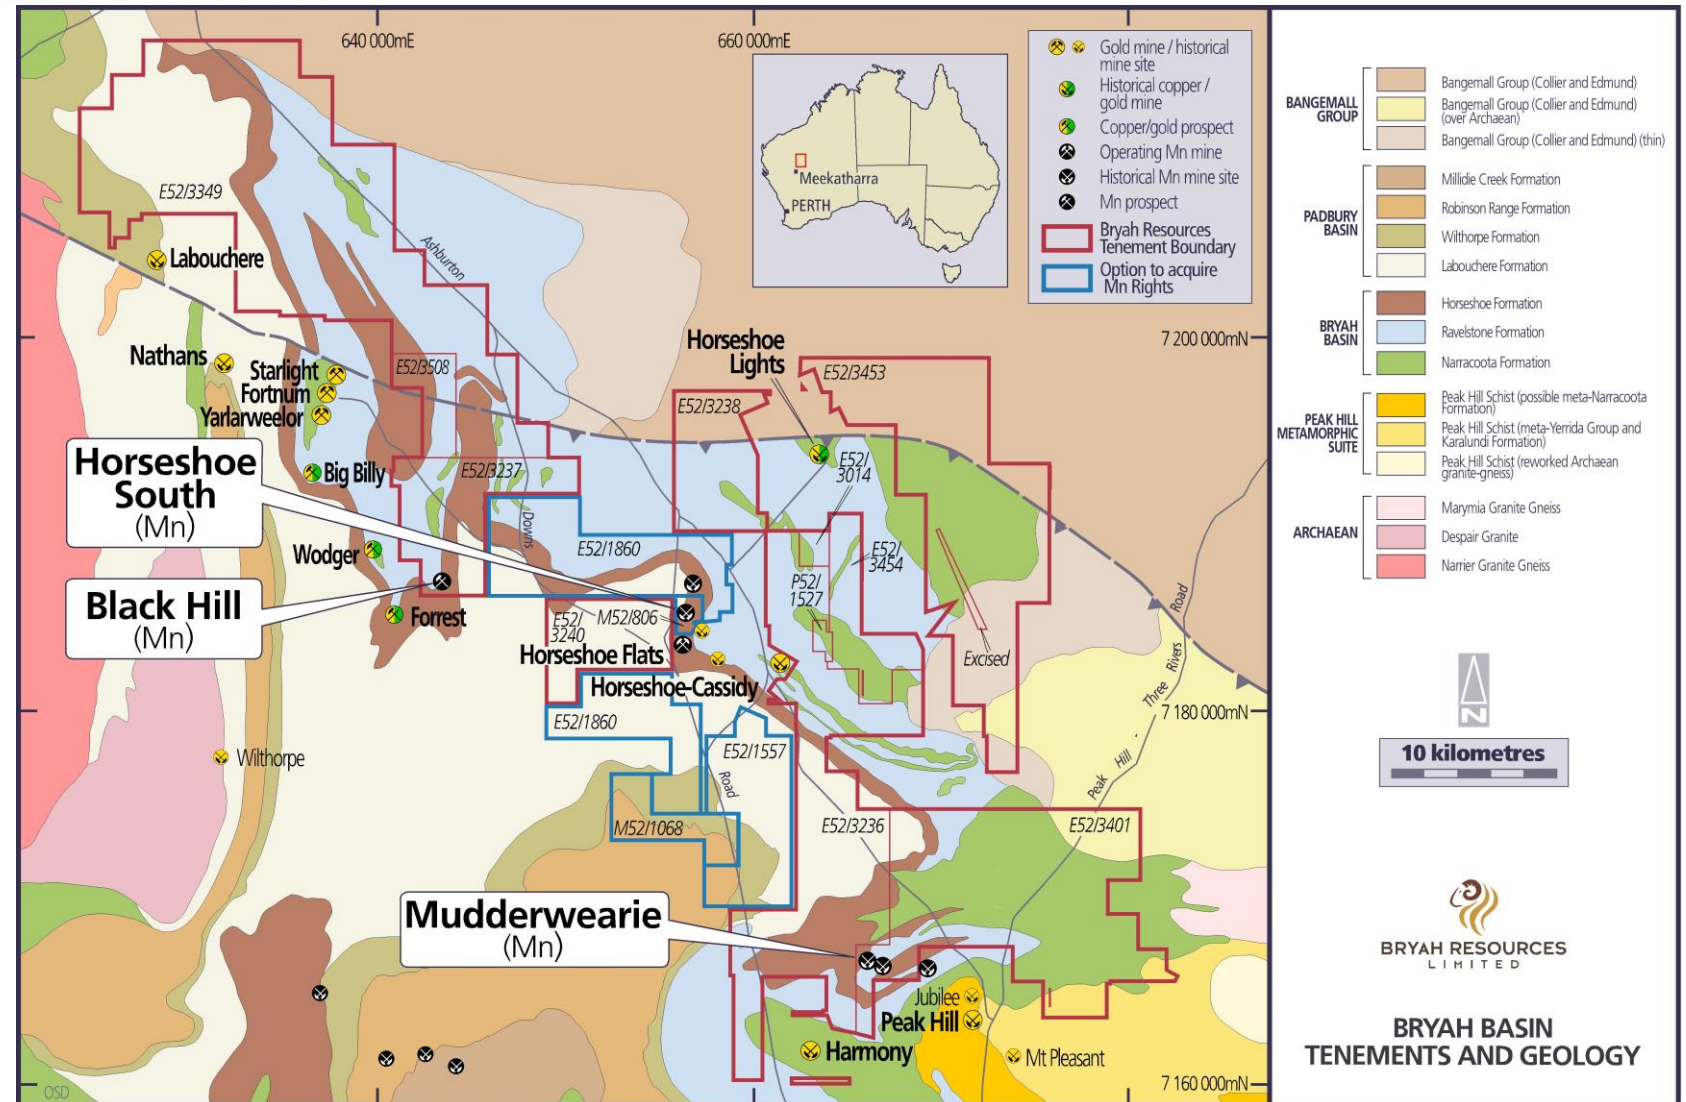 640 000mE
660 000mE
Gold mine / historical
mine site
Historical copper /
gold mine
Copper/gold prospect
Operating Mn mine
Historical Mn mine site
Mn prospect
Bryah Resources
Tenement Boundary
Option to acquire
Mn Rights
Meekatharra
PERTH
E52/3349
Labouchere
Ashburton
Nathans
Starlight
Fortnum
Yarlarweelor
E52/3508
Horseshoe
Lights
E52/3453
E52/3238
7 200 000mN
Horseshoe
South
(Mn)
Big Billy
E52/3237
E52/
3014
Downs
Wodger
E52/1860
E52/
3454
P52/
1527
Black Hill
(Mn)
Forrest
E52/
3240
M52/806
Horseshoe Flats
Horseshoe-Cassidy
Excised
Road
Three Rivers
Peak Hill -
7 180 000mN
E52/1860
E52/1557
Road
Wilthorpe
M52/1068
E52/3236
E52/3401
Mudderwearie
(Mn)
Jubilee
Peak Hill
Harmony
Mt Pleasant
7 160 000mN
OSD
BANGEMALL
GROUP
Bangemall Group (Collier and Edmund)
Bangemall Group (Collier and Edmund)
(over Archaean)
Bangemall Group (Collier and Edmund) (thin)
PADBURY
BASIN
Millidie Creek Formation
Robinson Range Formation
Wilthorpe Formation
Labouchere Formation
BRYAH
BASIN
Horseshoe Formation
Ravelstone Formation
Narracoota Formation
PEAK HILL
METAMORPHIC
SUITE
Peak Hill Schist (possible meta-Narracoota
Formation)
Peak Hill Schist (meta-Yerrida Group and
Karalundi Formation)
Peak Hill Schist (reworked Archaean
granite-gneiss)
ARCHAEAN
Marymia Granite Gneiss
Despair Granite
Narrier Granite Gneiss
N
10 kilometres
BRYAH RESOURCES
LIMITED
BRYAH BASIN
TENEMENTS AND GEOLOGY